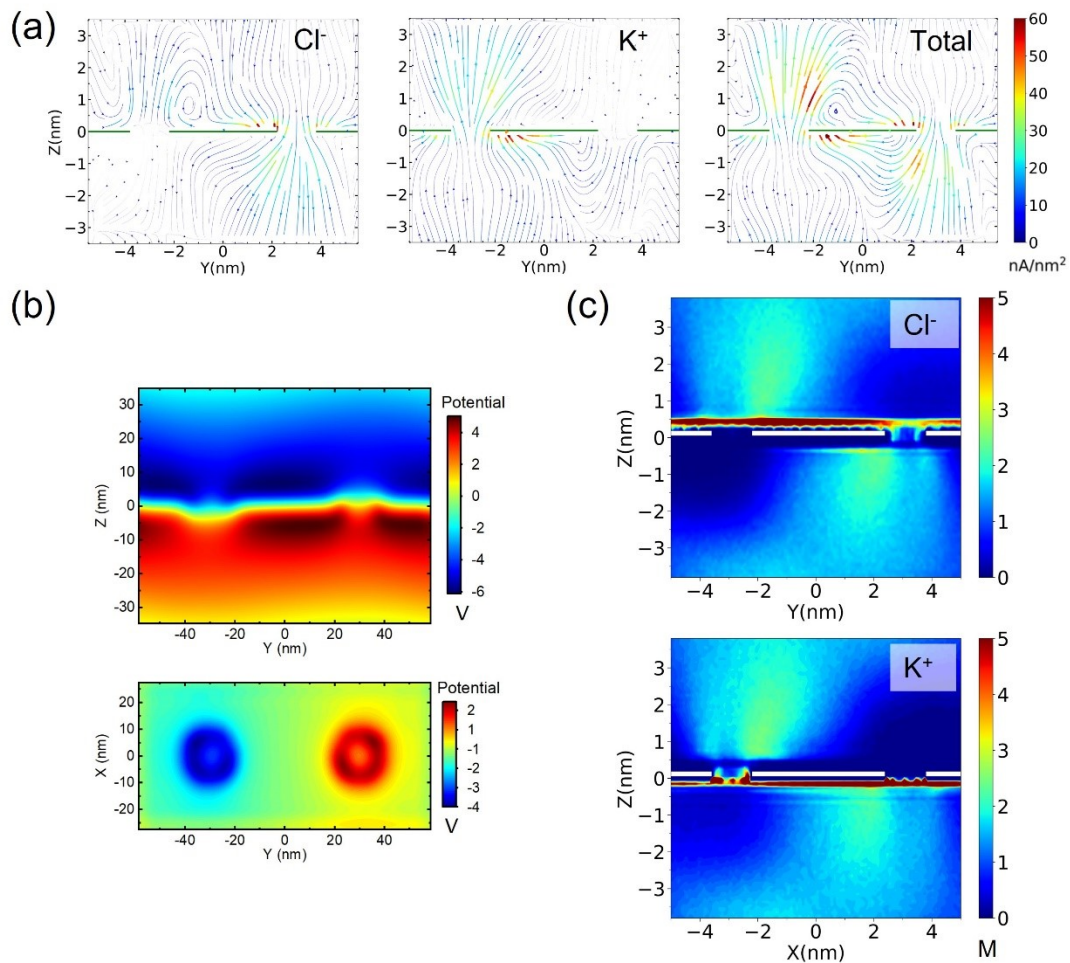 (a)
Cl⁻
K⁺
Total
Z(nm)
3
2
1
0
−1
−2
−3
3
2
1
0
−1
−2
−3
3
2
1
0
−1
−2
−3
60
50
40
30
20
10
0
−4 −2 0 2 4
−4 −2 0 2 4
−4 −2 0 2 4
Y(nm)
Y(nm)
Y(nm)
nA/nm²
(b)
Potential
Z (nm)
30
20
10
0
-10
-20
-30
4
2
0
-2
-4
-6
V
-40 -20 0 20 40
Y (nm)
Potential
X (nm)
20
10
0
-10
-20
2
1
0
-1
-2
-3
-4
V
-40 -20 0 20 40
Y (nm)
(c)
Cl⁻
Z(nm)
3
2
1
0
−1
−2
−3
5
4
3
2
1
0
−4 −2 0 2 4
Y(nm)
K⁺
Z(nm)
3
2
1
0
−1
−2
−3
5
4
3
2
1
0
−4 −2 0 2 4
X(nm)
M